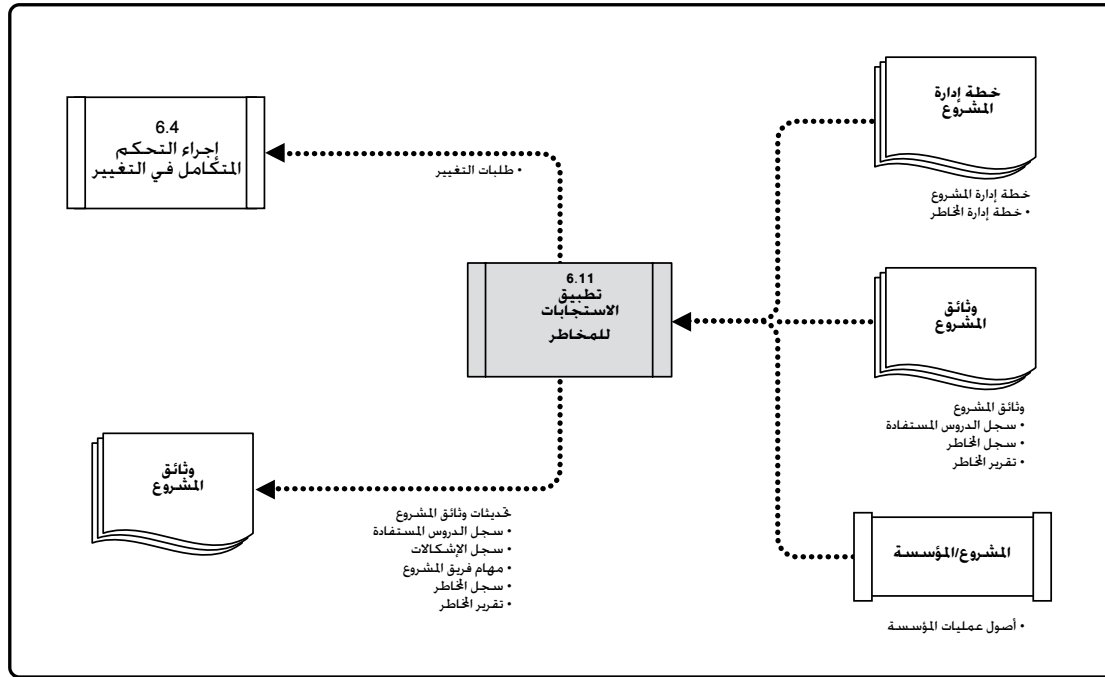 خطة إدارة
المشروع
خطة إدارة المشروع
• خطة إدارة المخاطر
وثائق
المشروع
وثائق المشروع
• سجل الدروس المستفادة
• سجل المخاطر
• تقرير المخاطر
المشروع/المؤسسة
• أصول عمليات المؤسسة
6.11
تطبيق
الاستجابات
للمخاطر
6.4
إجراء التحكم
المتكامل في التغيير
• طلبات التغيير
وثائق
المشروع
تحديثات وثائق المشروع
• سجل الدروس المستفادة
• سجل الإشكالات
• مهام فريق المشروع
• سجل المخاطر
• تقرير المخاطر